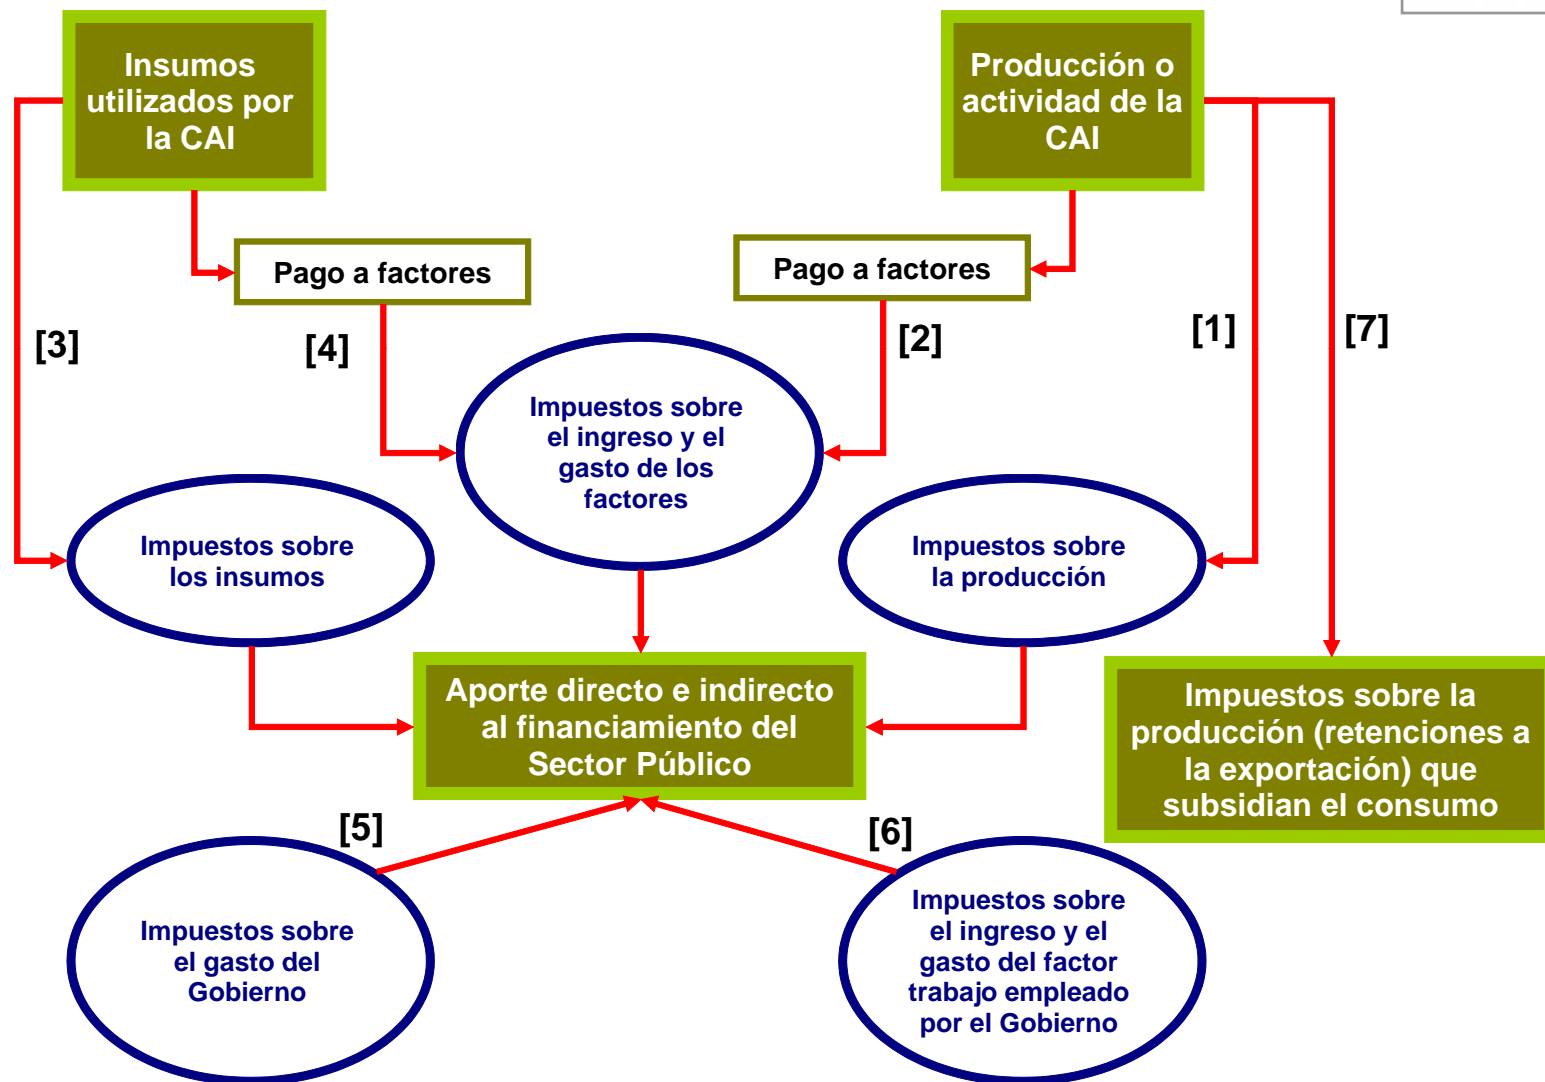 Insumos
utilizados por
la CAI
Producción o
actividad de la
CAI
Pago a factores
Pago a factores
[3]
[4]
[2]
[1]
[7]
Impuestos sobre
el ingreso y el
gasto de los
factores
Impuestos sobre
los insumos
Impuestos sobre
la producción
Aporte directo e indirecto
al financiamiento del
Sector Público
Impuestos sobre la
producción (retenciones a
la exportación) que
subsidian el consumo
[5]
[6]
Impuestos sobre
el gasto del
Gobierno
Impuestos sobre
el ingreso y el
gasto del factor
trabajo empleado
por el Gobierno